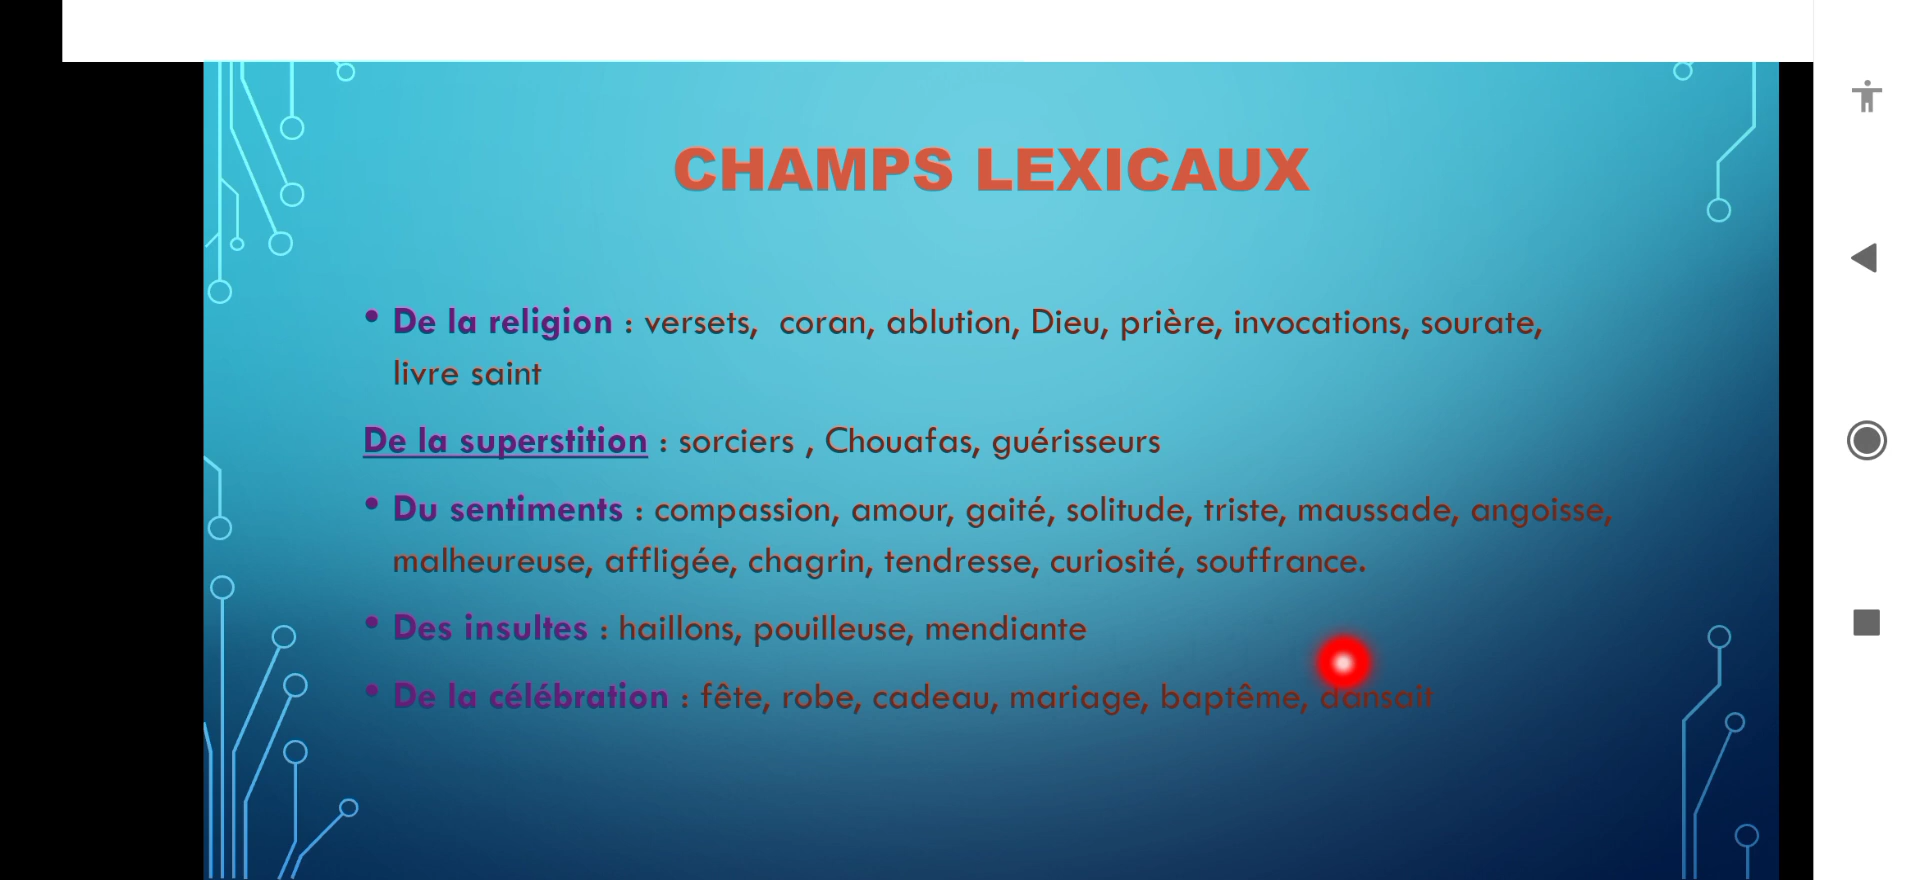 CHAMPS LEXICAUX
• De la religion : versets, coran, ablution, Dieu, prière, invocations, sourate,
livre saint
De la superstition : sorciers , Chouafas, guérisseurs
• Du sentiments : compassion, amour, gaité, solitude, triste, maussade, angoisse,
malheureuse, affligée, chagrin, tendresse, curiosité, souffrance.
• Des insultes : haillons, pouilleuse, mendiante
• De la célébration : fête, robe, cadeau, mariage, baptême, dansait